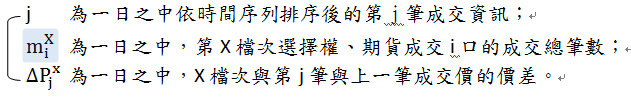 j 為一日之中依時間序列排序後的第 j 筆成交資訊；
mᵢˣ 為一日之中，第 X 檔次選擇權、期貨成交 i 口的成交總筆數；
ΔPⱼˣ 為一日之中，X 檔次與第 j 筆與上一筆成交價的價差。